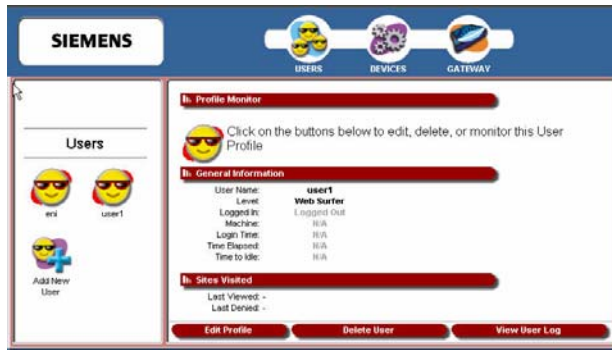 SIEMENS
USERS DEVICES GATEWAY
Users
eni user1
Add New
User
Profile Monitor
Click on the buttons below to edit, delete, or monitor this User
Profile
General Information
User Name: user1
Level: Web Surfer
Logged In: Logged Out
Machine: N/A
Login Time: N/A
Time Elapsed: N/A
Time to Idle: N/A
Sites Visited
Last Viewed: -
Last Denied: -
Edit Profile Delete User View User Log